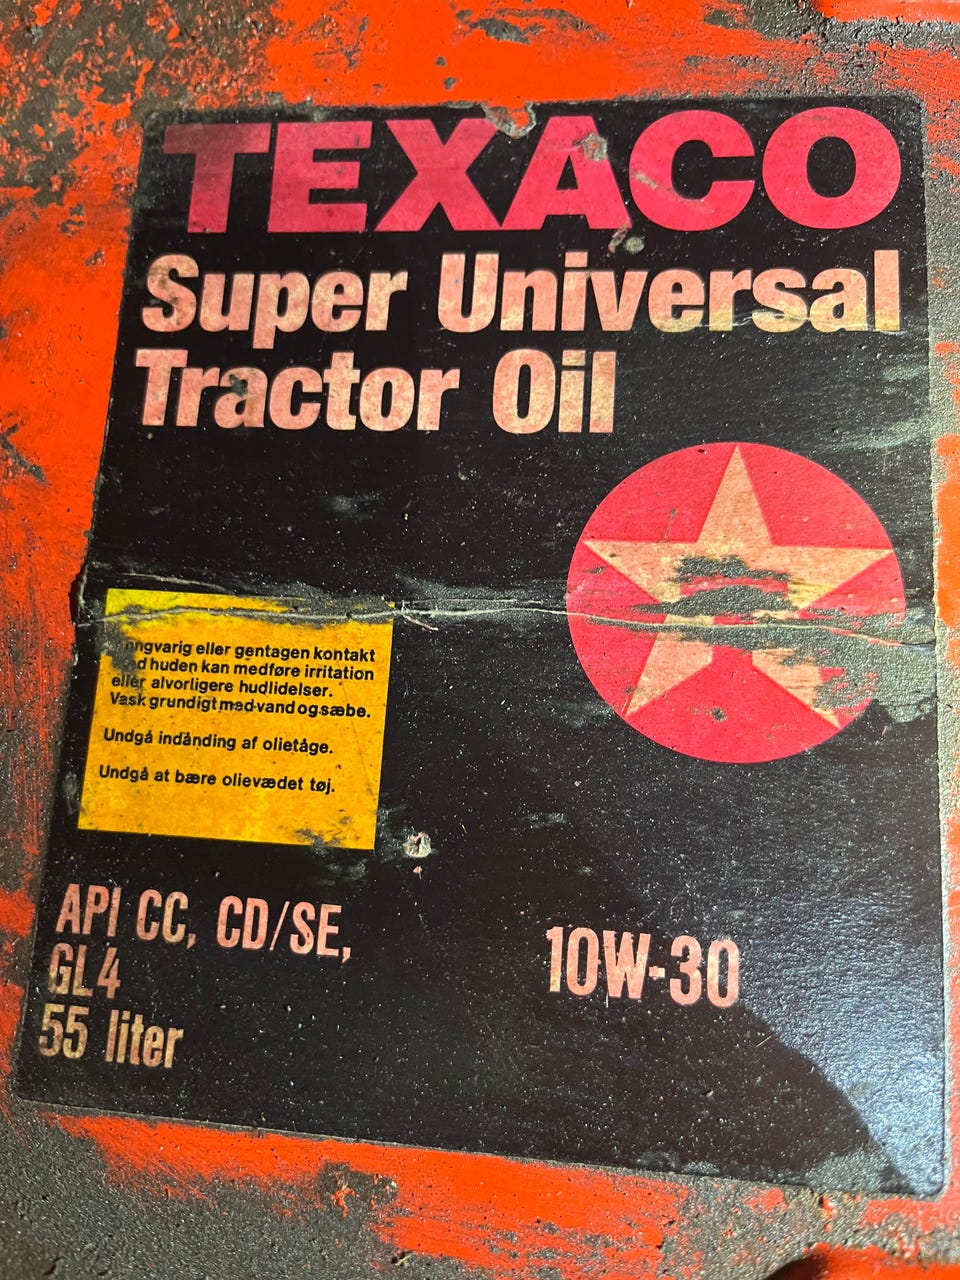 TEXACO
Super Universal
Tractor Oil
eller gentagen kontakt
huden kan medføre irritation
eller alvorligere hudlidelser.
Vask grundigt med vand og sæbe.
Undgå indånding af olietåge.
Undgå at bære olievædet tøj.
API CC, CD/SE,
GL4
55 liter
10W-30